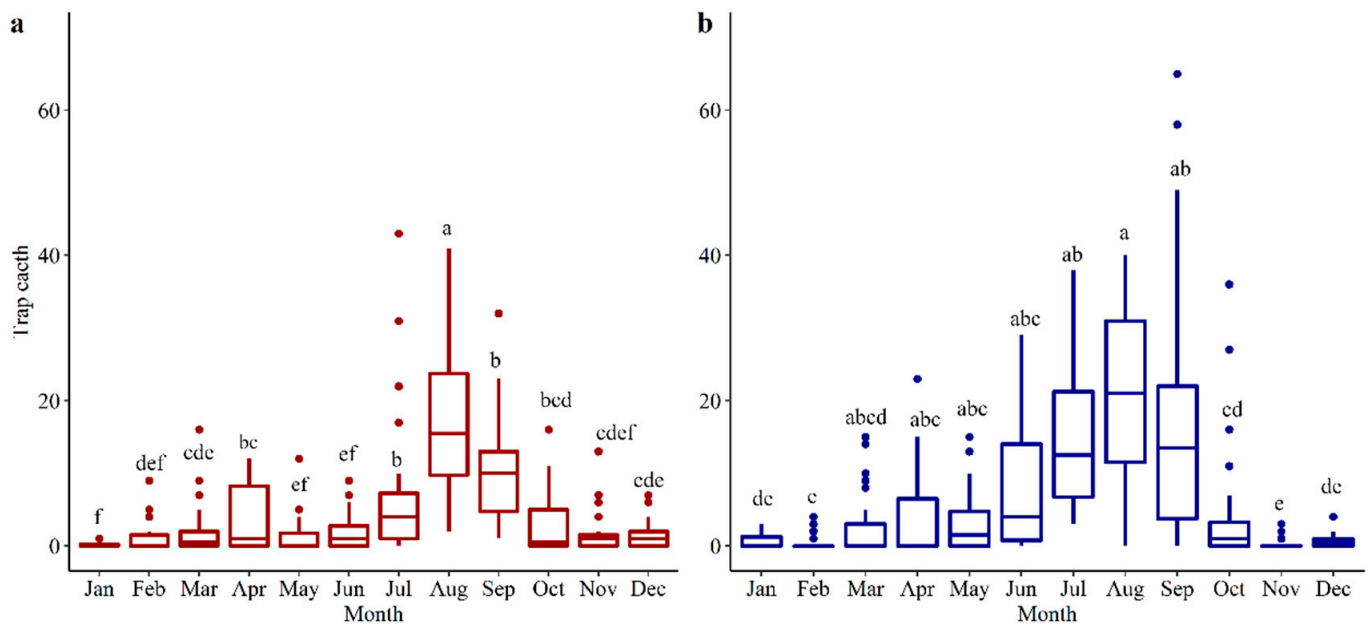 a
Trap cacth
60
40
20
0
f
def
cdc
bc
ef
ef
b
a
b
bcd
cdef
cde
Jan Feb Mar Apr May Jun Jul Aug Sep Oct Nov Dec
Month
b
60
40
20
0
dc
c
abcd
abc
abc
abc
ab
a
ab
cd
e
dc
Jan Feb Mar Apr May Jun Jul Aug Sep Oct Nov Dec
Month